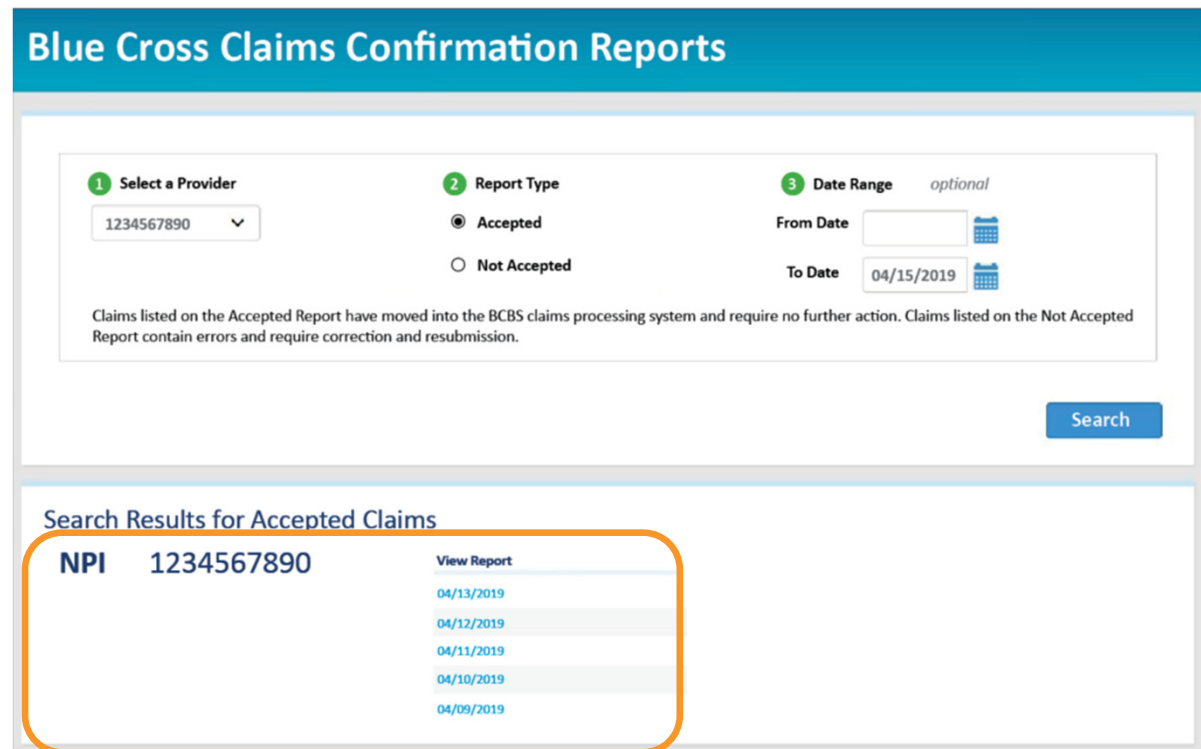 Blue Cross Claims Confirmation Reports
1 Select a Provider
2 Report Type
3 Date Range optional
1234567890
Accepted
From Date
Not Accepted
To Date 04/15/2019
Claims listed on the Accepted Report have moved into the BCBS claims processing system and require no further action. Claims listed on the Not Accepted
Report contain errors and require correction and resubmission.
Search
Search Results for Accepted Claims
NPI 1234567890
View Report
04/13/2019
04/12/2019
04/11/2019
04/10/2019
04/09/2019